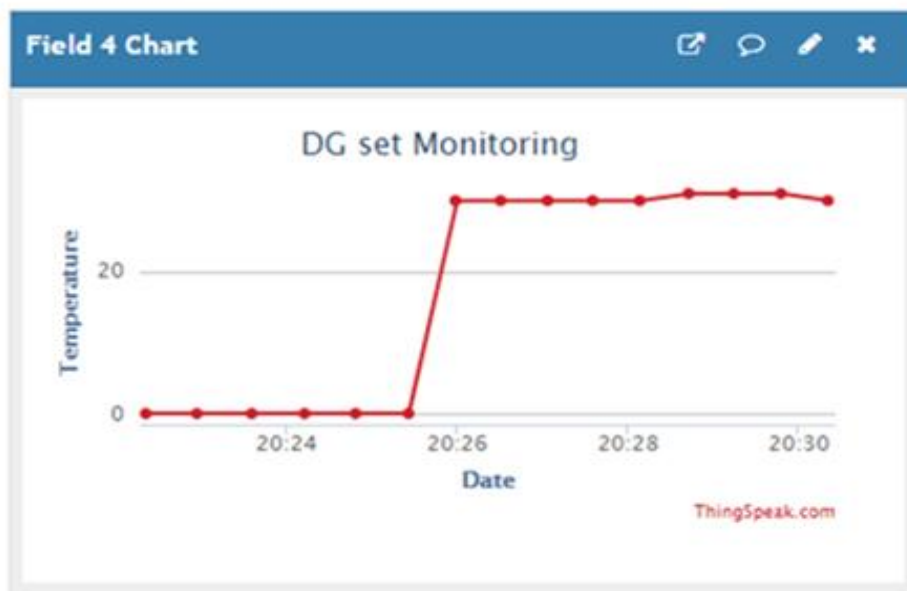 Field 4 Chart
DG set Monitoring
Temperature
20
0
20:24 20:26 20:28 20:30
Date
ThingSpeak.com